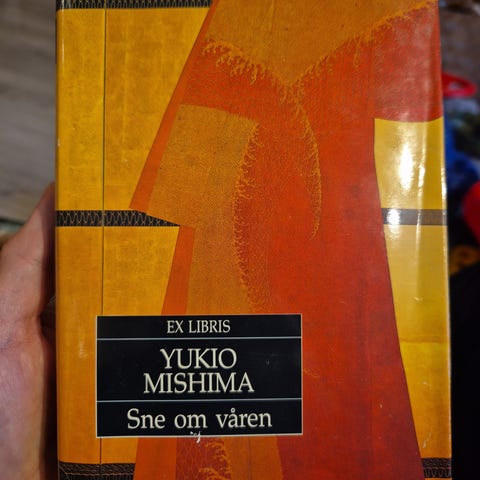 EX LIBRIS
YUKIO
MISHIMA
Sne om våren